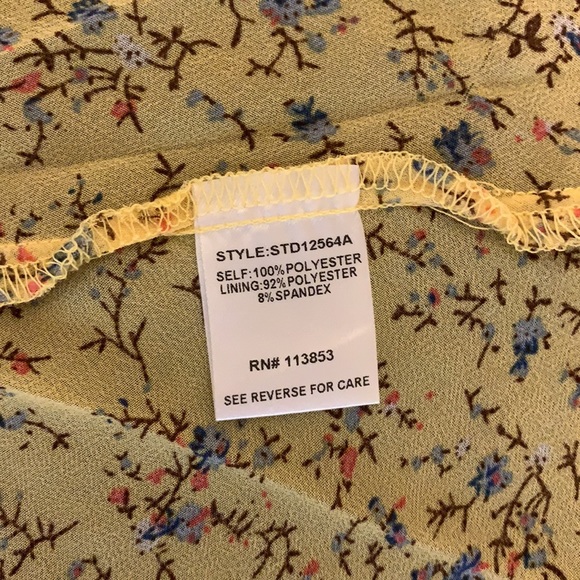 STYLE:STD12564A
SELF:100%POLYESTER
LINING:92%POLYESTER
8%SPANDEX
RN# 113853
SEE REVERSE FOR CARE